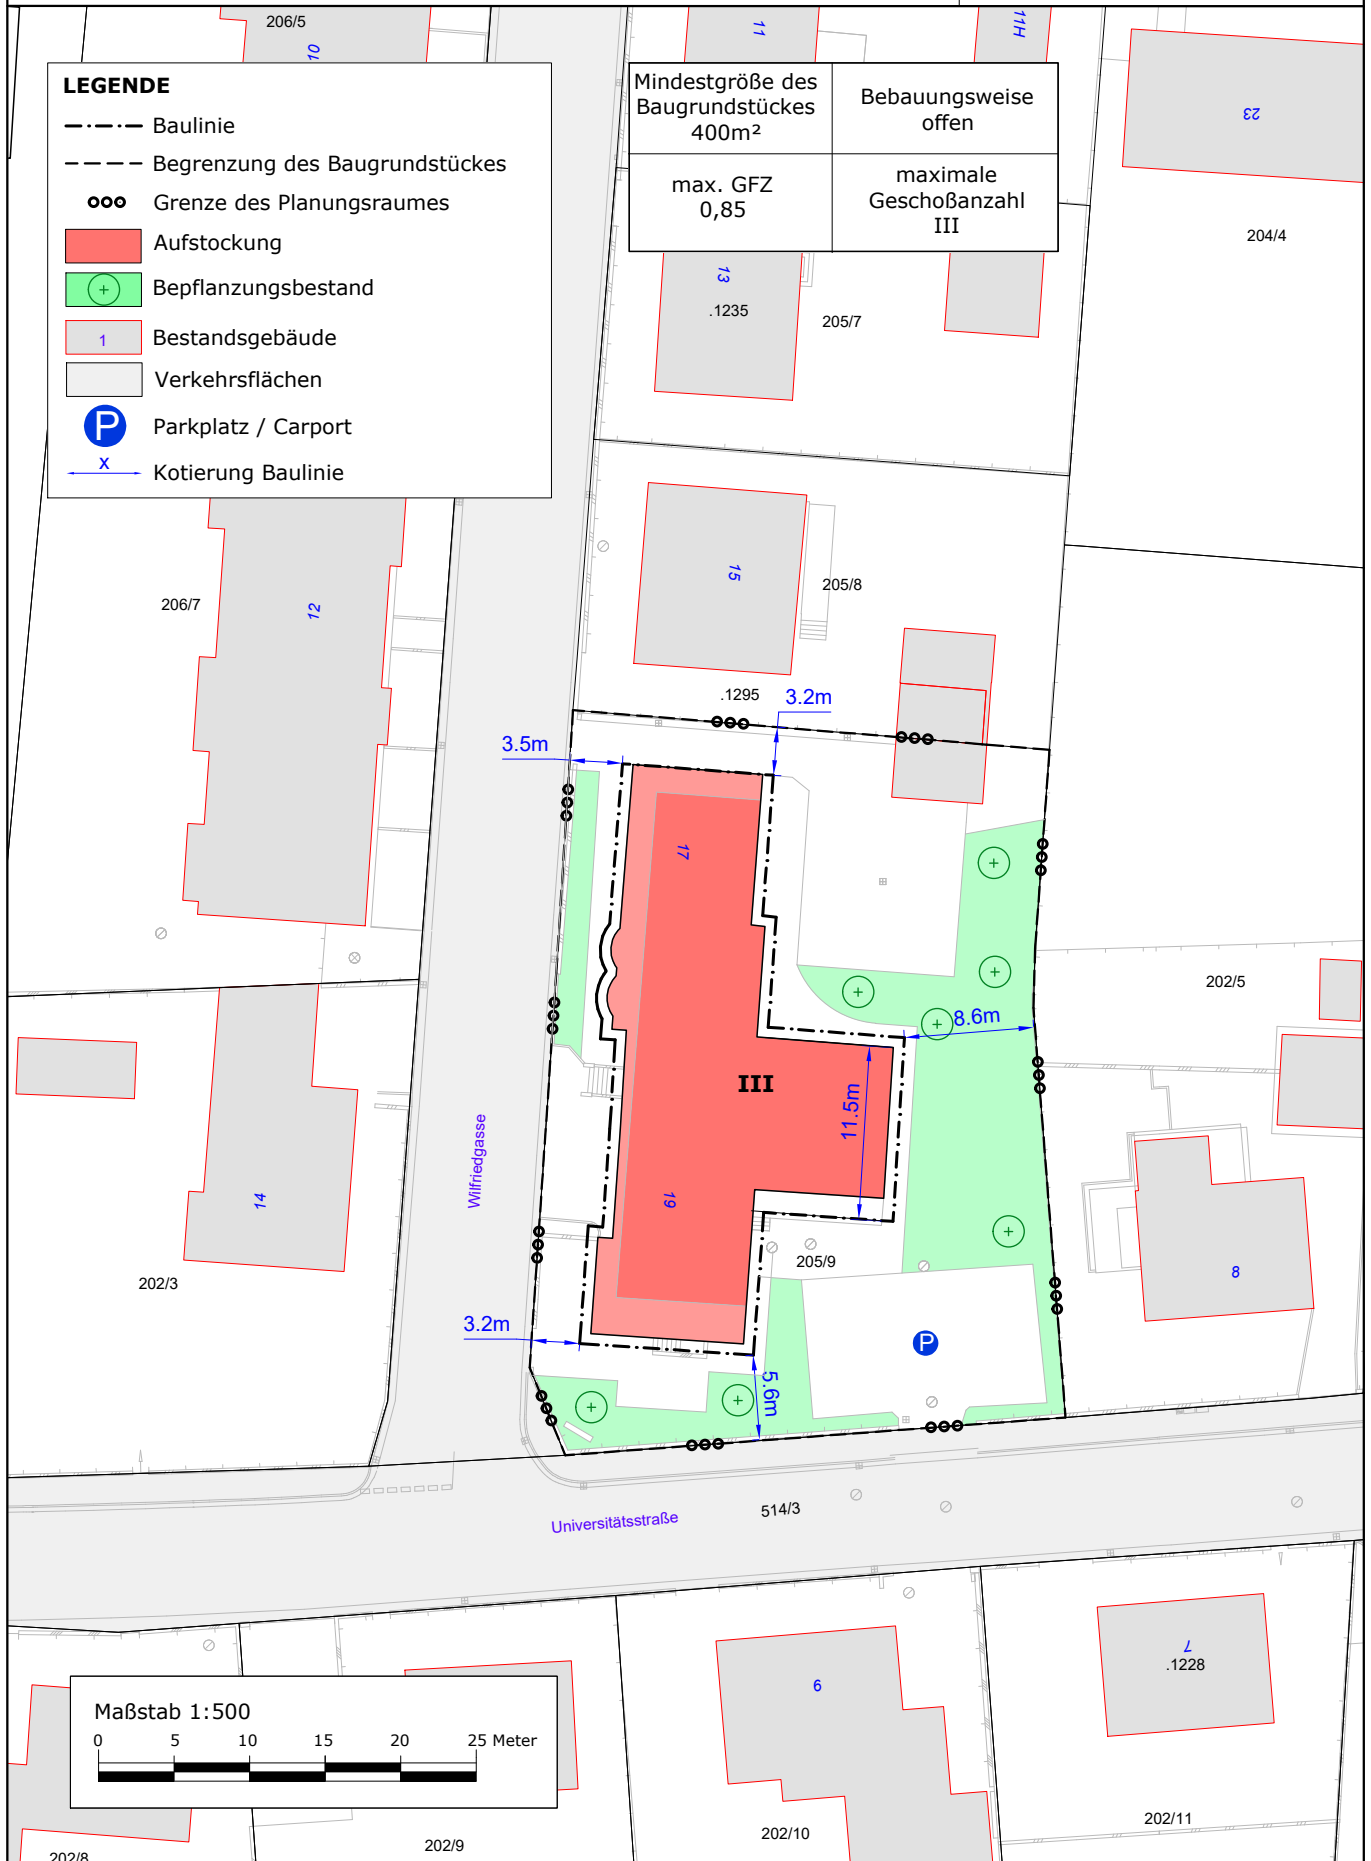 206/5
10
11
11H
23
LEGENDE
Baulinie
Begrenzung des Baugrundstückes
Grenze des Planungsraumes
Aufstockung
Bepflanzungsbestand
1
Bestandsgebäude
Verkehrsflächen
P
Parkplatz / Carport
x
Kotierung Baulinie
Mindestgröße des
Baugrundstückes
400m²
Bebauungsweise
offen
max. GFZ
0,85
maximale
Geschoßanzahl
III
204/4
13
.1235
205/7
15
205/8
206/7
12
.1295
3.2m
3.5m
17
202/5
8.6m
III
11.5m
Wilfriedgasse
19
14
205/9
202/3
8
3.2m
P
5.6m
514/3
Universitätsstraße
7
.1228
6
Maßstab 1:500
0 5 10 15 20 25 Meter
202/8
202/9
202/10
202/11